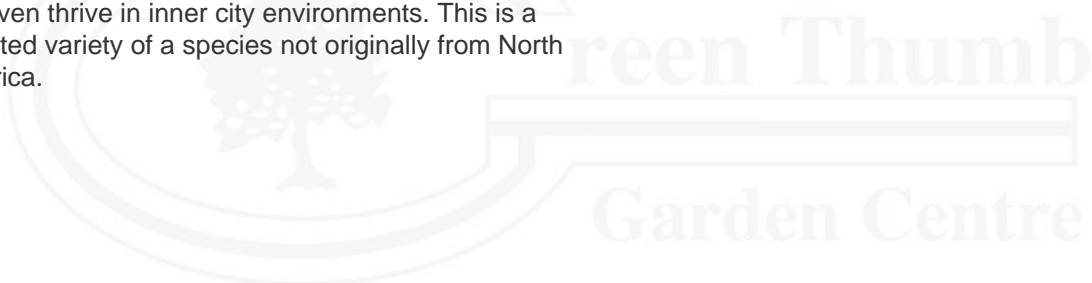 ven thrive in inner city environments. This is a
ted variety of a species not originally from North
rica.
reen Thumb
Garden Centre